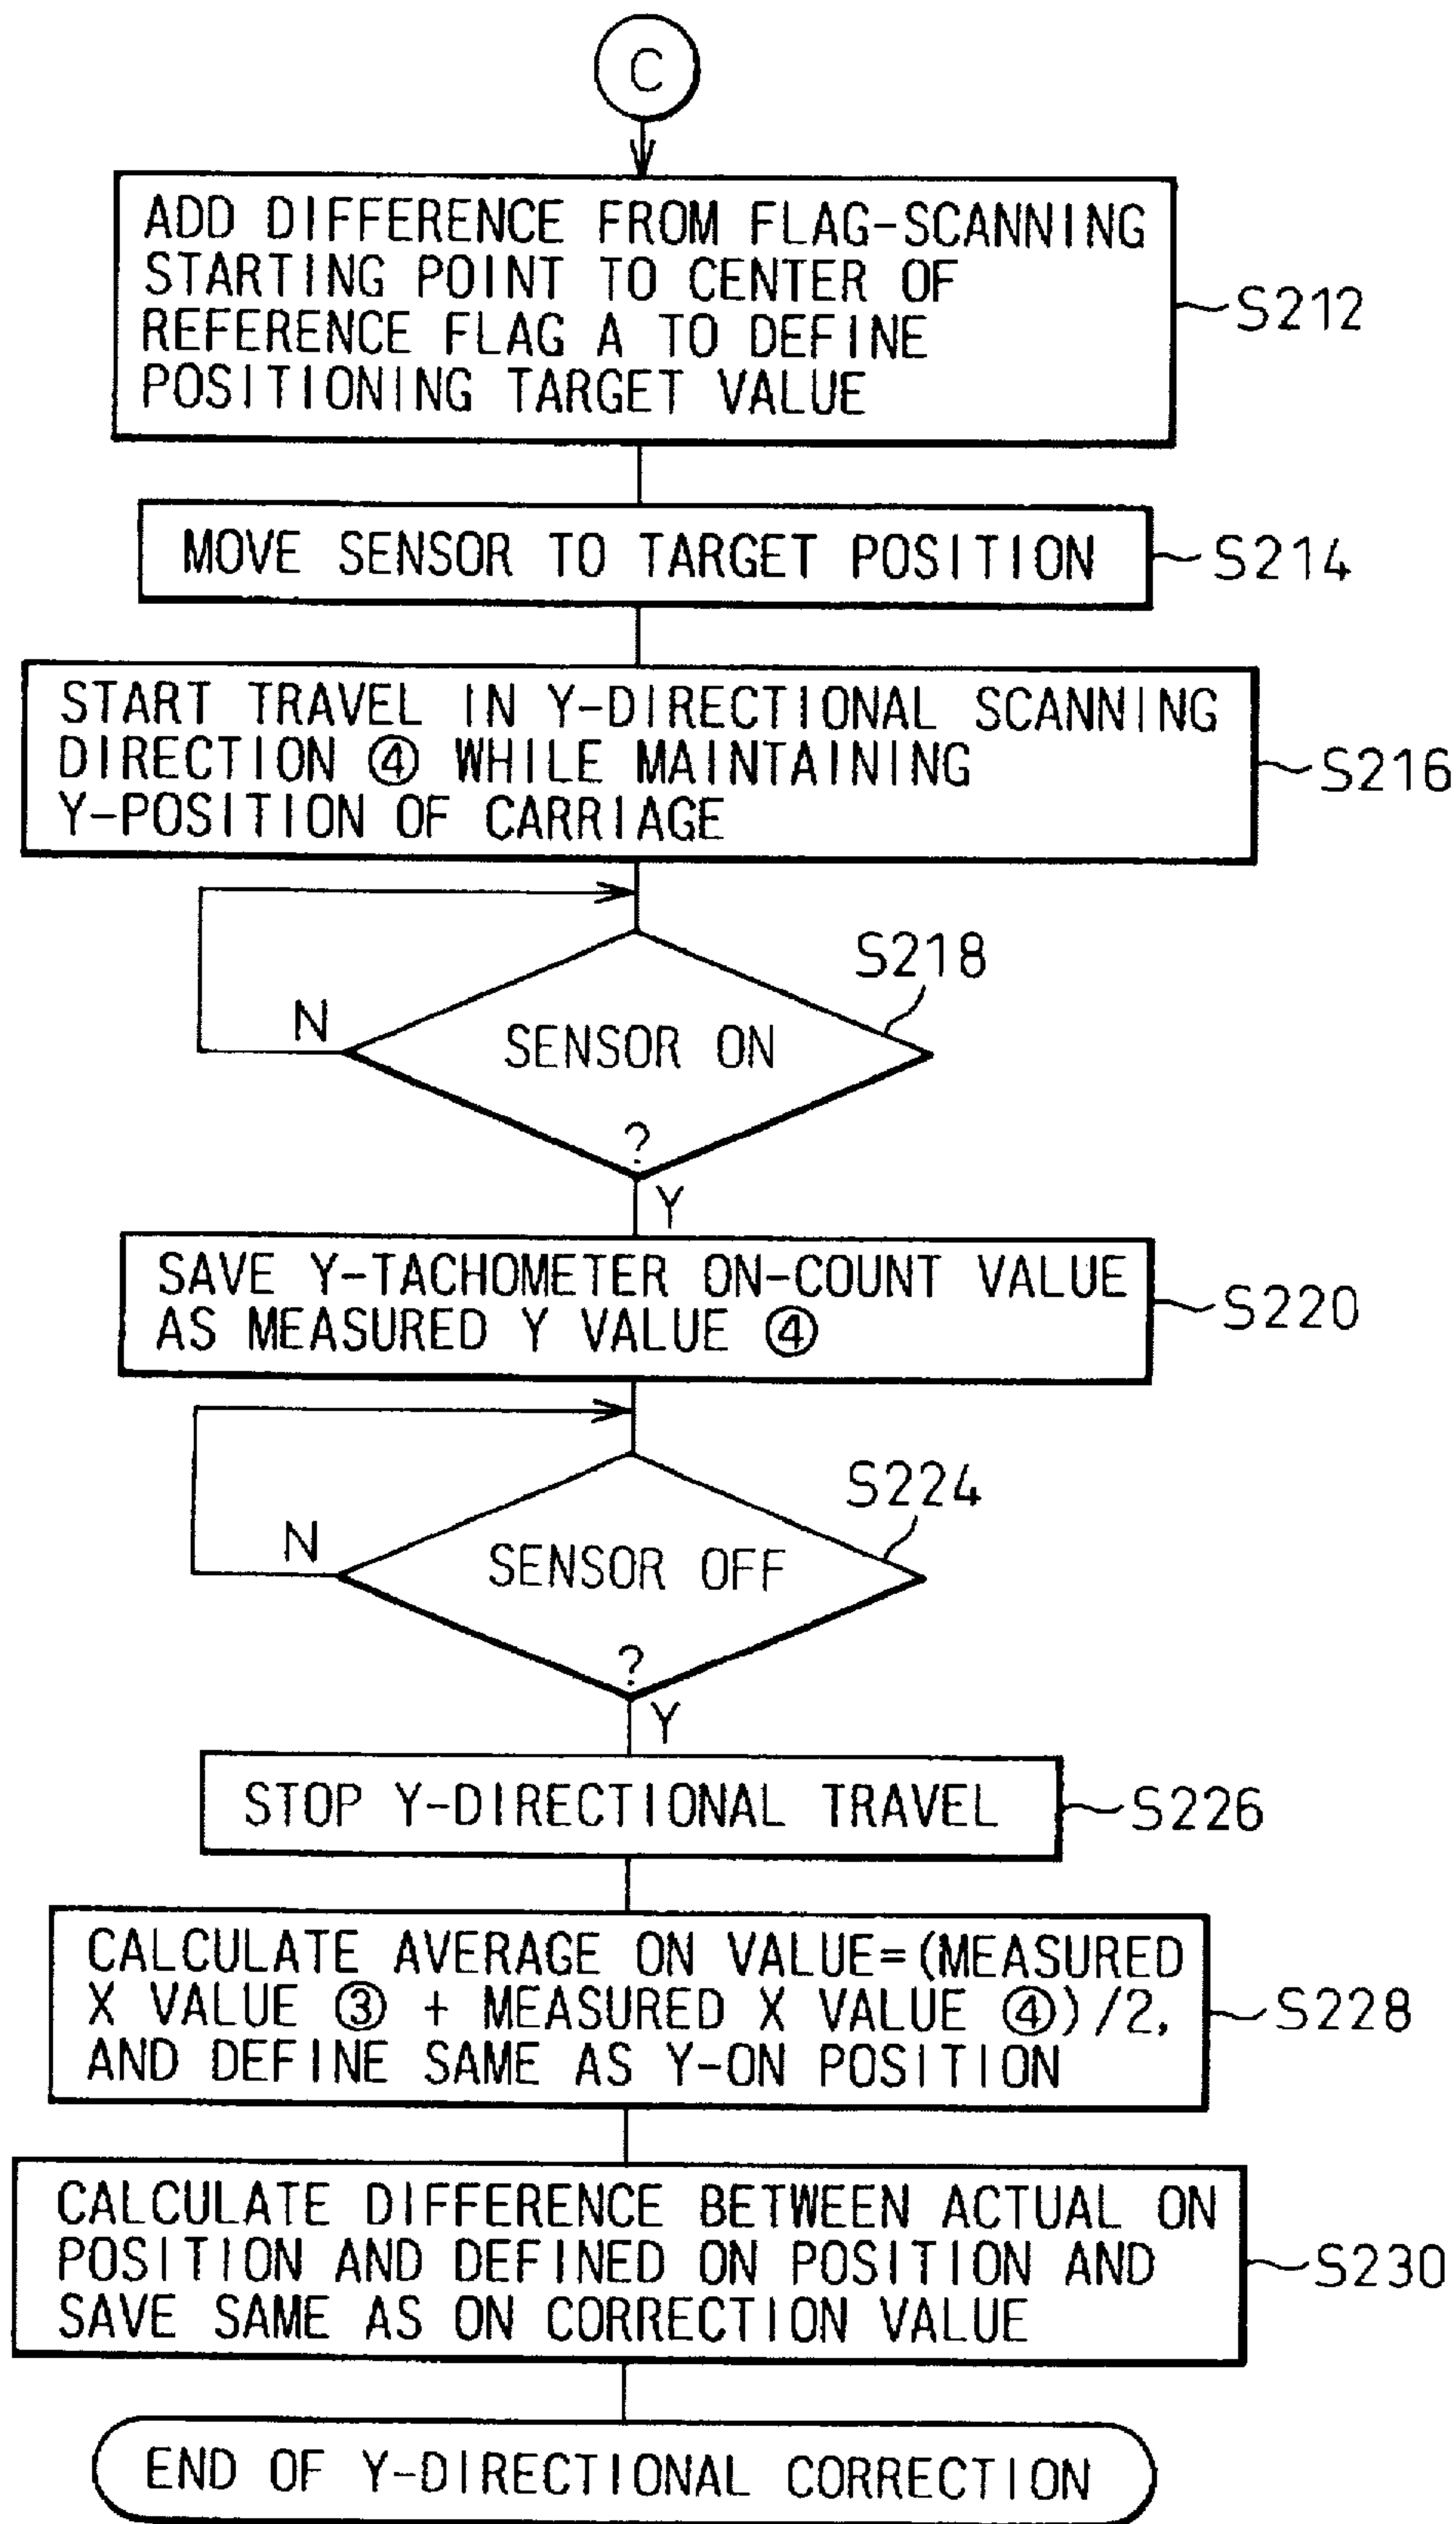 C
ADD DIFFERENCE FROM FLAG-SCANNING
STARTING POINT TO CENTER OF
REFERENCE FLAG A TO DEFINE
POSITIONING TARGET VALUE
S212
MOVE SENSOR TO TARGET POSITION
S214
START TRAVEL IN Y-DIRECTIONAL SCANNING
DIRECTION ④ WHILE MAINTAINING
Y-POSITION OF CARRIAGE
S216
S218
N
SENSOR ON
?
Y
SAVE Y-TACHOMETER ON-COUNT VALUE
AS MEASURED Y VALUE ④
S220
S224
N
SENSOR OFF
?
Y
STOP Y-DIRECTIONAL TRAVEL
S226
CALCULATE AVERAGE ON VALUE=(MEASURED
X VALUE ③ + MEASURED X VALUE ④)/2,
AND DEFINE SAME AS Y-ON POSITION
S228
CALCULATE DIFFERENCE BETWEEN ACTUAL ON
POSITION AND DEFINED ON POSITION AND
SAVE SAME AS ON CORRECTION VALUE
S230
END OF Y-DIRECTIONAL CORRECTION